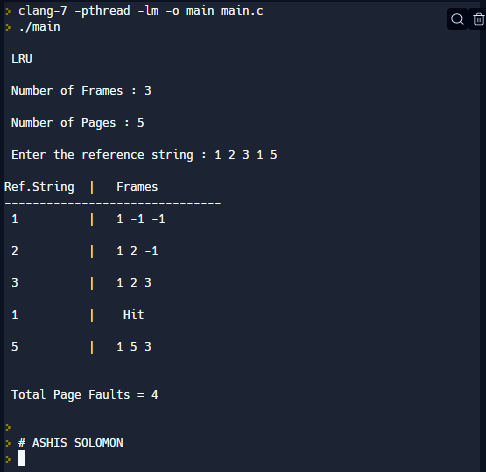 > clang-7 -pthread -lm -o main main.c
> ./main
LRU
Number of Frames : 3
Number of Pages : 5
Enter the reference string : 1 2 3 1 5
Ref.String | Frames
-------------------------------
1 | 1 -1 -1
2 | 1 2 -1
3 | 1 2 3
1 | Hit
5 | 1 5 3
Total Page Faults = 4
>
> # ASHIS SOLOMON
>